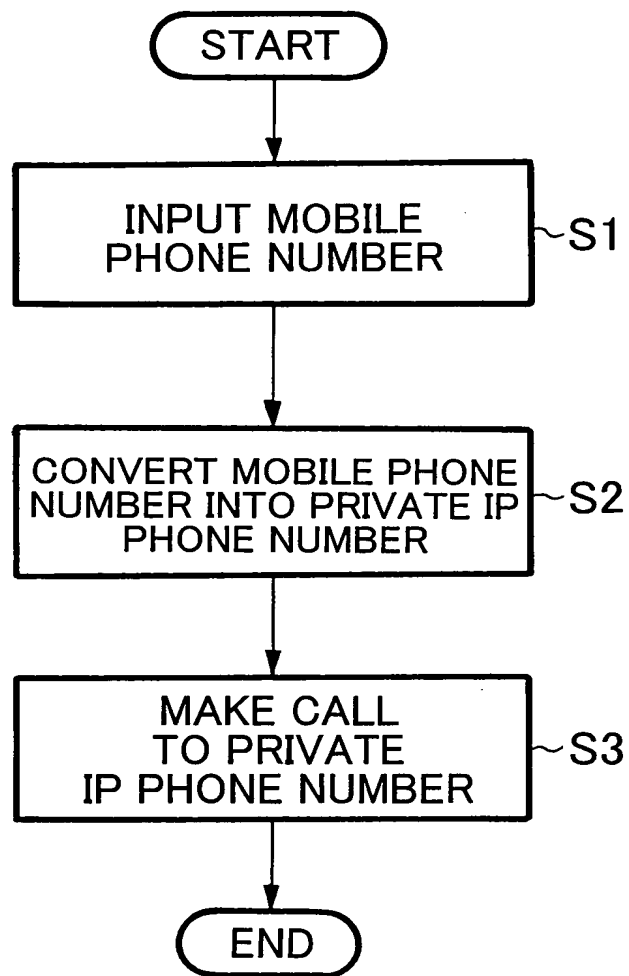 START
INPUT MOBILE
PHONE NUMBER
~S1
CONVERT MOBILE PHONE
NUMBER INTO PRIVATE IP
PHONE NUMBER
~S2
MAKE CALL
TO PRIVATE
IP PHONE NUMBER
~S3
END